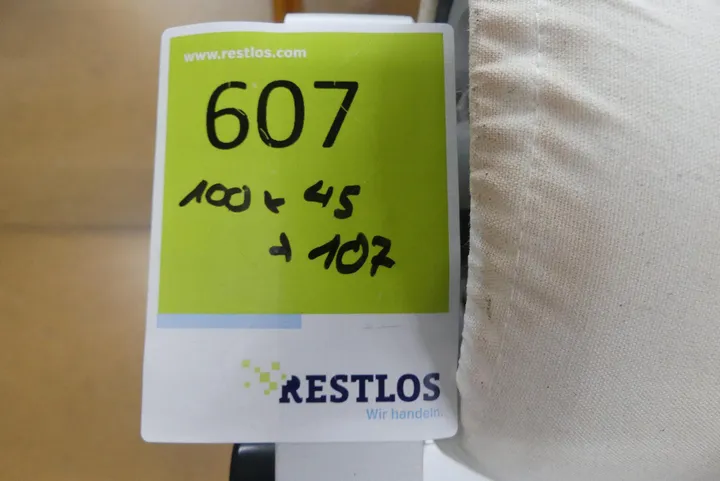 www.restlos.com
607
100 x 45
x 107
RESTLOS
Wir handeln.